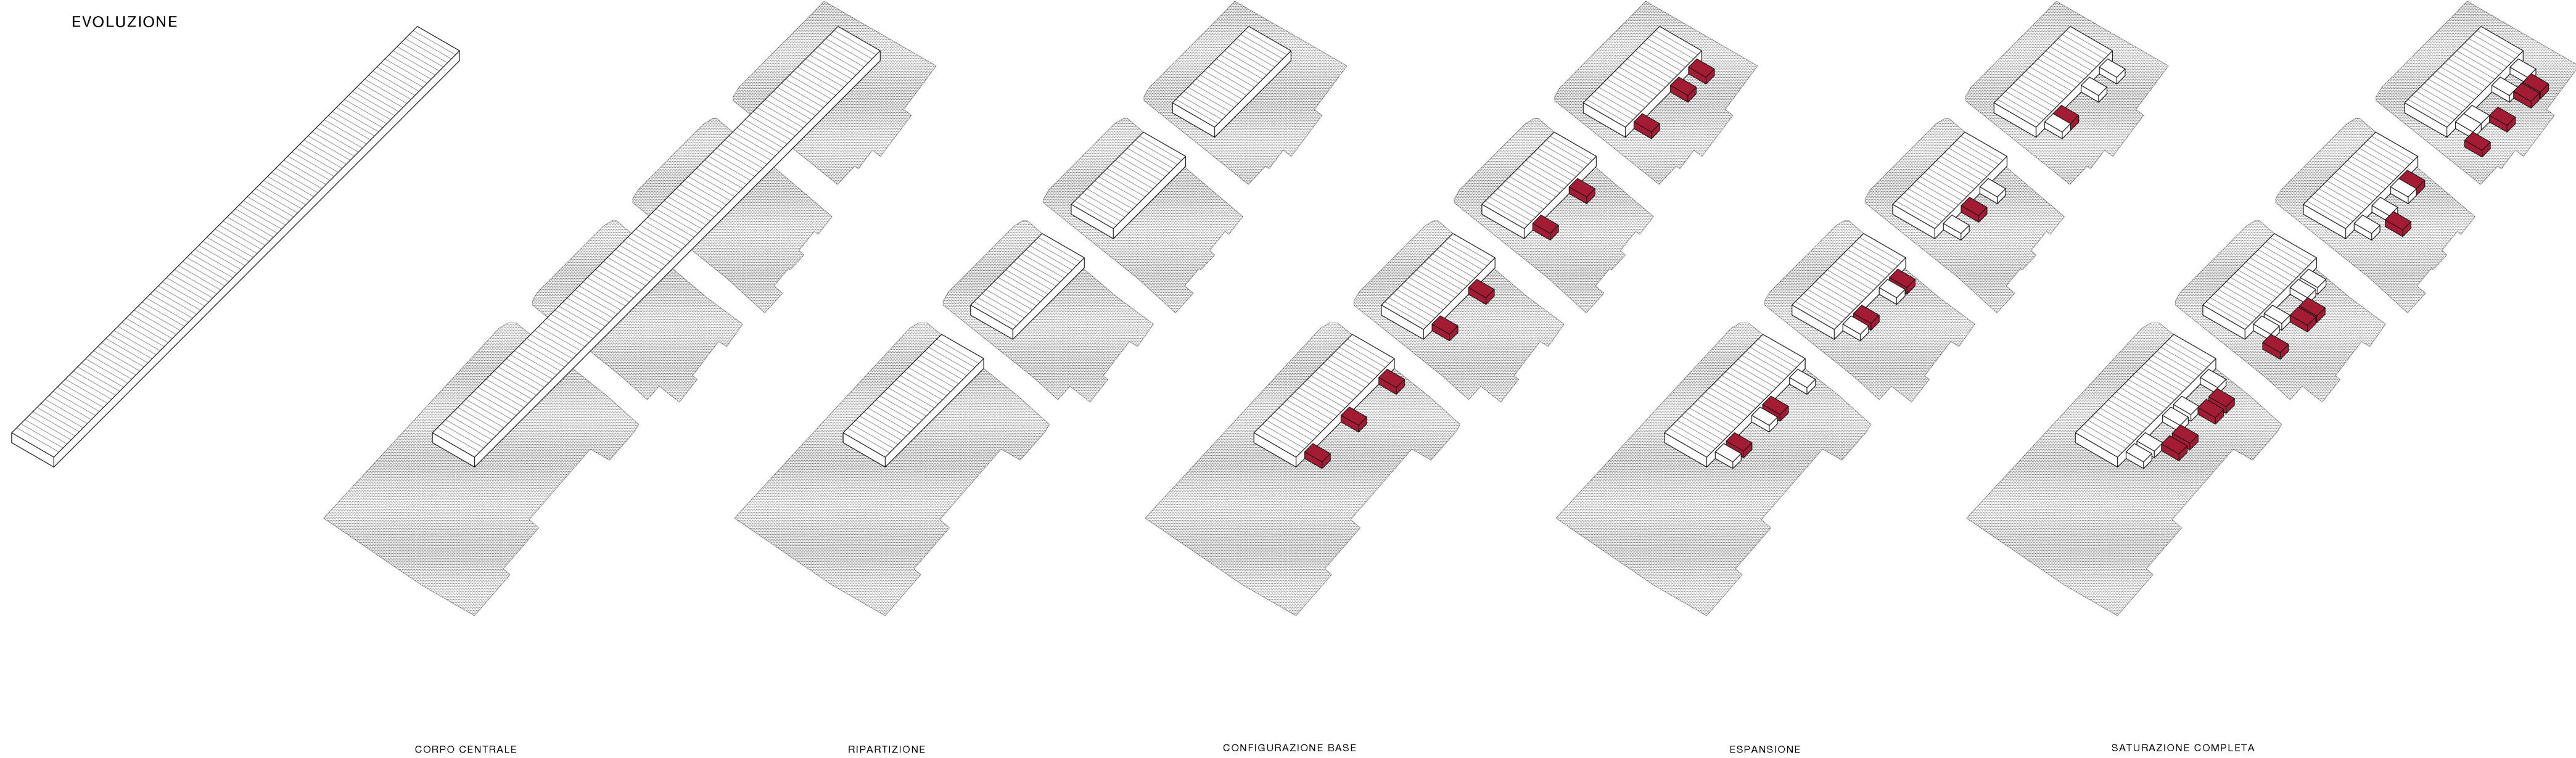 EVOLUZIONE
CORPO CENTRALE
RIPARTIZIONE
CONFIGURAZIONE BASE
ESPANSIONE
SATURAZIONE COMPLETA